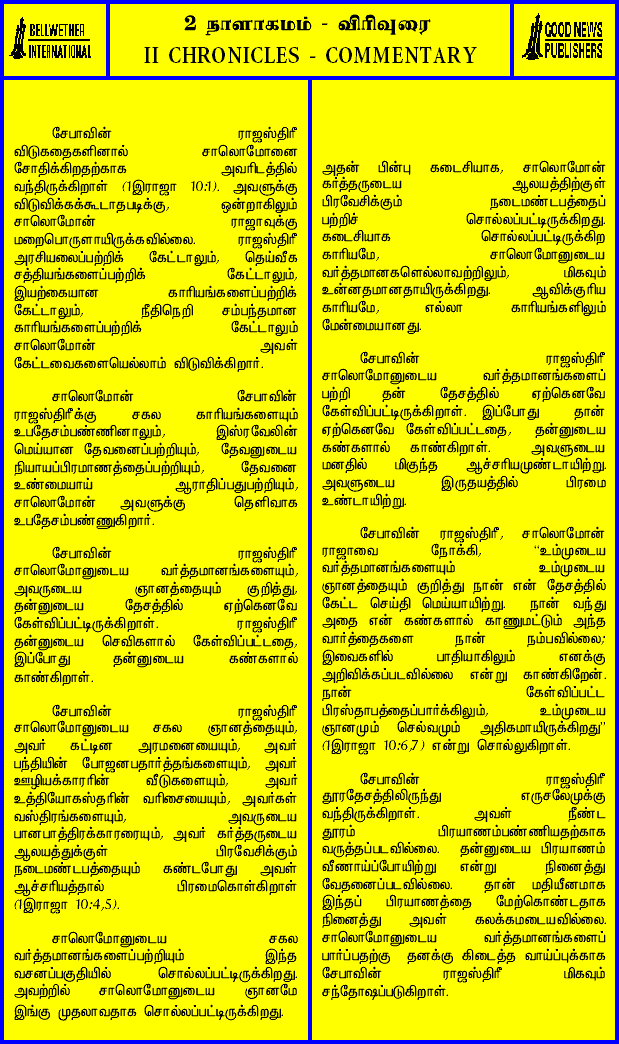 BELLWETHER
INTERNATIONAL
2 நாளாகமம் - விரிவுரை
II CHRONICLES - COMMENTARY
GOOD NEWS
PUBLISHERS
சேபாவின் ராஜஸ்திரீ
விடுகதைகளினால் சாலொமோனை
சோதிக்கிறதற்காக அவரிடத்தில்
வந்திருக்கிறாள் (1இராஜா 10:1). அவளுக்கு
விடுவிக்கக்கூடாதபடிக்கு, ஒன்றாகிலும்
சாலொமோன் ராஜாவுக்கு
மறைபொருளாயிருக்கவில்லை. ராஜஸ்திரீ
அரசியலைப்பற்றிக் கேட்டாலும், தெய்வீக
சத்தியங்களைப்பற்றிக் கேட்டாலும்,
இயற்கையான காரியங்களைப்பற்றிக்
கேட்டாலும், நீதிநெறி சம்பந்தமான
காரியங்களைப்பற்றிக் கேட்டாலும்
சாலொமோன் அவள்
கேட்டவைகளையெல்லாம் விடுவிக்கிறார்.
சாலொமோன் சேபாவின்
ராஜஸ்திரீக்கு சகல காரியங்களையும்
உபதேசம்பண்ணினாலும், இஸ்ரவேலின்
மெய்யான தேவனைப்பற்றியும், தேவனுடைய
நியாயப்பிரமாணத்தைப்பற்றியும், தேவனை
உண்மையாய் ஆராதிப்பதுபற்றியும்,
சாலொமோன் அவளுக்கு தெளிவாக
உபதேசம்பண்ணுகிறார்.
சேபாவின் ராஜஸ்திரீ
சாலொமோனுடைய வர்த்தமானங்களையும்,
அவருடைய ஞானத்தையும் குறித்து,
தன்னுடைய தேசத்தில் ஏற்கெனவே
கேள்விப்பட்டிருக்கிறாள். ராஜஸ்திரீ
தன்னுடைய செவிகளால் கேள்விப்பட்டதை,
இப்போது தன்னுடைய கண்களால்
காண்கிறாள்.
சேபாவின் ராஜஸ்திரீ
சாலொமோனுடைய சகல ஞானத்தையும்,
அவர் கட்டின அரமனையையும், அவர்
பந்தியின் போஜனபதார்த்தங்களையும், அவர்
ஊழியக்காரரின் வீடுகளையும், அவர்
உத்தியோகஸ்தரின் வரிசையையும், அவர்கள்
வஸ்திரங்களையும், அவருடைய
பானபாத்திரக்காரரையும், அவர் கர்த்தருடைய
ஆலயத்துக்குள் பிரவேசிக்கும்
நடைமண்டபத்தையும் கண்டபோது அவள்
ஆச்சரியத்தால் பிரமைகொள்கிறாள்
(1இராஜா 10:4,5).
சாலொமோனுடைய சகல
வர்த்தமானங்களைப்பற்றியும் இந்த
வசனப்பகுதியில் சொல்லப்பட்டிருக்கிறது.
அவற்றில் சாலொமோனுடைய ஞானமே
இங்கு முதலாவதாக சொல்லப்பட்டிருக்கிறது.
அதன் பின்பு கடைசியாக, சாலொமோன்
கர்த்தருடைய ஆலயத்திற்குள்
பிரவேசிக்கும் நடைமண்டபத்தைப்
பற்றிச் சொல்லப்பட்டிருக்கிறது.
கடைசியாக சொல்லப்பட்டிருக்கிற
காரியமே, சாலொமோனுடைய
வர்த்தமானகளெல்லாவற்றிலும், மிகவும்
உன்னதமானதாயிருக்கிறது. ஆவிக்குரிய
காரியமே, எல்லா காரியங்களிலும்
மேன்மையானது.
சேபாவின் ராஜஸ்திரீ
சாலொமோனுடைய வர்த்தமானங்களைப்
பற்றி தன் தேசத்தில் ஏற்கெனவே
கேள்விப்பட்டிருக்கிறாள். இப்போது தான்
ஏற்கெனவே கேள்விப்பட்டதை, தன்னுடைய
கண்களால் காண்கிறாள். அவளுடைய
மனதில் மிகுந்த ஆச்சரியமுண்டாயிற்று.
அவளுடைய இருதயத்தில் பிரமை
உண்டாயிற்று.
சேபாவின் ராஜஸ்திரீ, சாலொமோன்
ராஜாவை நோக்கி, "உம்முடைய
வர்த்தமானங்களையும் உம்முடைய
ஞானத்தையும் குறித்து நான் என் தேசத்தில்
கேட்ட செய்தி மெய்யாயிற்று. நான் வந்து
அதை என் கண்களால் காணுமட்டும் அந்த
வார்த்தைகளை நான் நம்பவில்லை;
இவைகளில் பாதியாகிலும் எனக்கு
அறிவிக்கப்படவில்லை என்று காண்கிறேன்.
நான் கேள்விப்பட்ட
பிரஸ்தாபத்தைப்பார்க்கிலும், உம்முடைய
ஞானமும் செல்வமும் அதிகமாயிருக்கிறது"
(1இராஜா 10:6,7) என்று சொல்லுகிறாள்.
சேபாவின் ராஜஸ்திரீ
தூரதேசத்திலிருந்து எருசலேமுக்கு
வந்திருக்கிறாள். அவள் நீண்ட
தூரம் பிரயாணம்பண்ணியதற்காக
வருத்தப்படவில்லை. தன்னுடைய பிரயாணம்
வீணாய்ப்போயிற்று என்று நினைத்து
வேதனைப்படவில்லை. தான் மதியீனமாக
இந்தப் பிரயாணத்தை மேற்கொண்டதாக
நினைத்து அவள் கலக்கமடையவில்லை.
சாலொமோனுடைய வர்த்தமானங்களைப்
பார்ப்பதற்கு தனக்கு கிடைத்த வாய்ப்புக்காக
சேபாவின் ராஜஸ்திரீ மிகவும்
சந்தோஷப்படுகிறாள்.